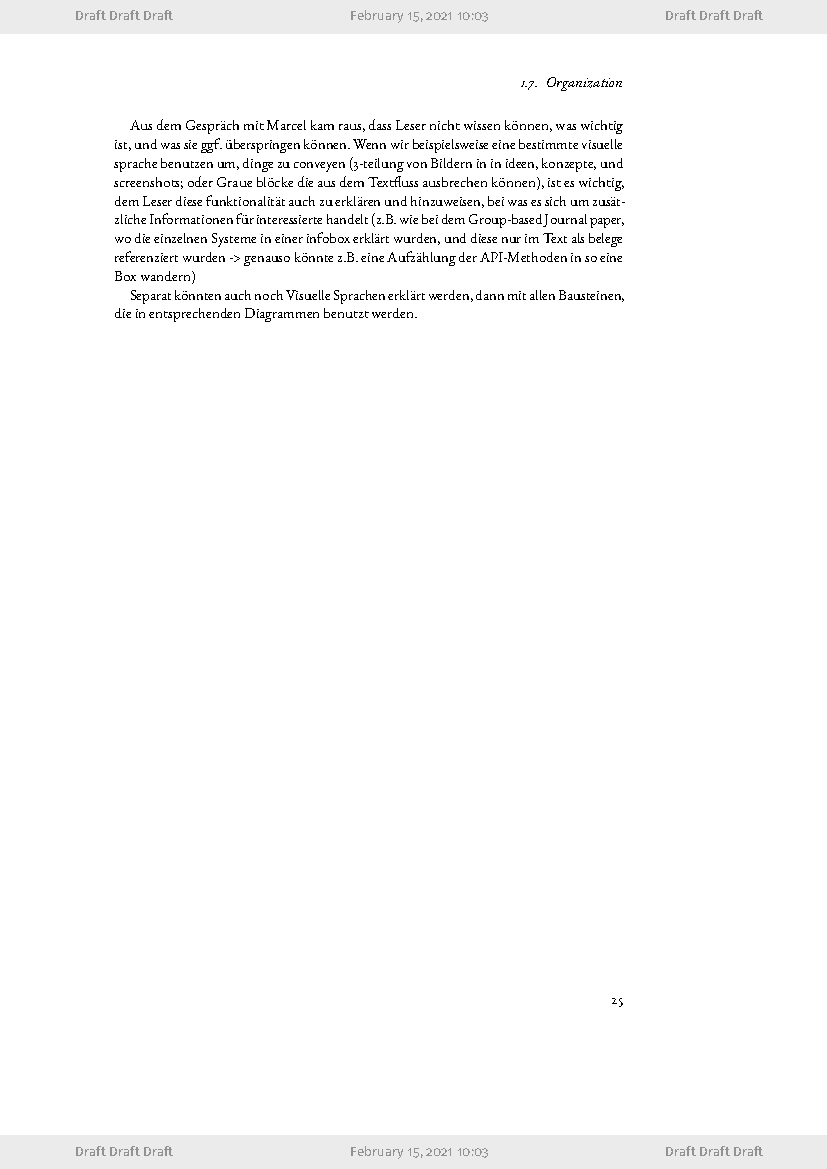 Draft Draft Draft February 15, 2021 10:03 Draft Draft Draft
1.7. Organization
Aus dem Gespräch mit Marcel kam raus, dass Leser nicht wissen können, was wichtig
ist, und was sie ggf. überspringen können. Wenn wir beispielsweise eine bestimmte visuelle
sprache benutzen um, dinge zu conveyen (3-teilung von Bildern in in ideen, konzepte, und
screenshots; oder Graue blöcke die aus dem Textfluss ausbrechen können), ist es wichtig,
dem Leser diese funktionalität auch zu erklären und hinzuweisen, bei was es sich um zusät-
zliche Informationen für interessierte handelt (z.B. wie bei dem Group-based Journal paper,
wo die einzelnen Systeme in einer infobox erklärt wurden, und diese nur im Text als belege
referenziert wurden -> genauso könnte z.B. eine Aufzählung der API-Methoden in so eine
Box wandern)
Separat könnten auch noch Visuelle Sprachen erklärt werden, dann mit allen Bausteinen,
die in entsprechenden Diagrammen benutzt werden.
25
Draft Draft Draft February 15, 2021 10:03 Draft Draft Draft